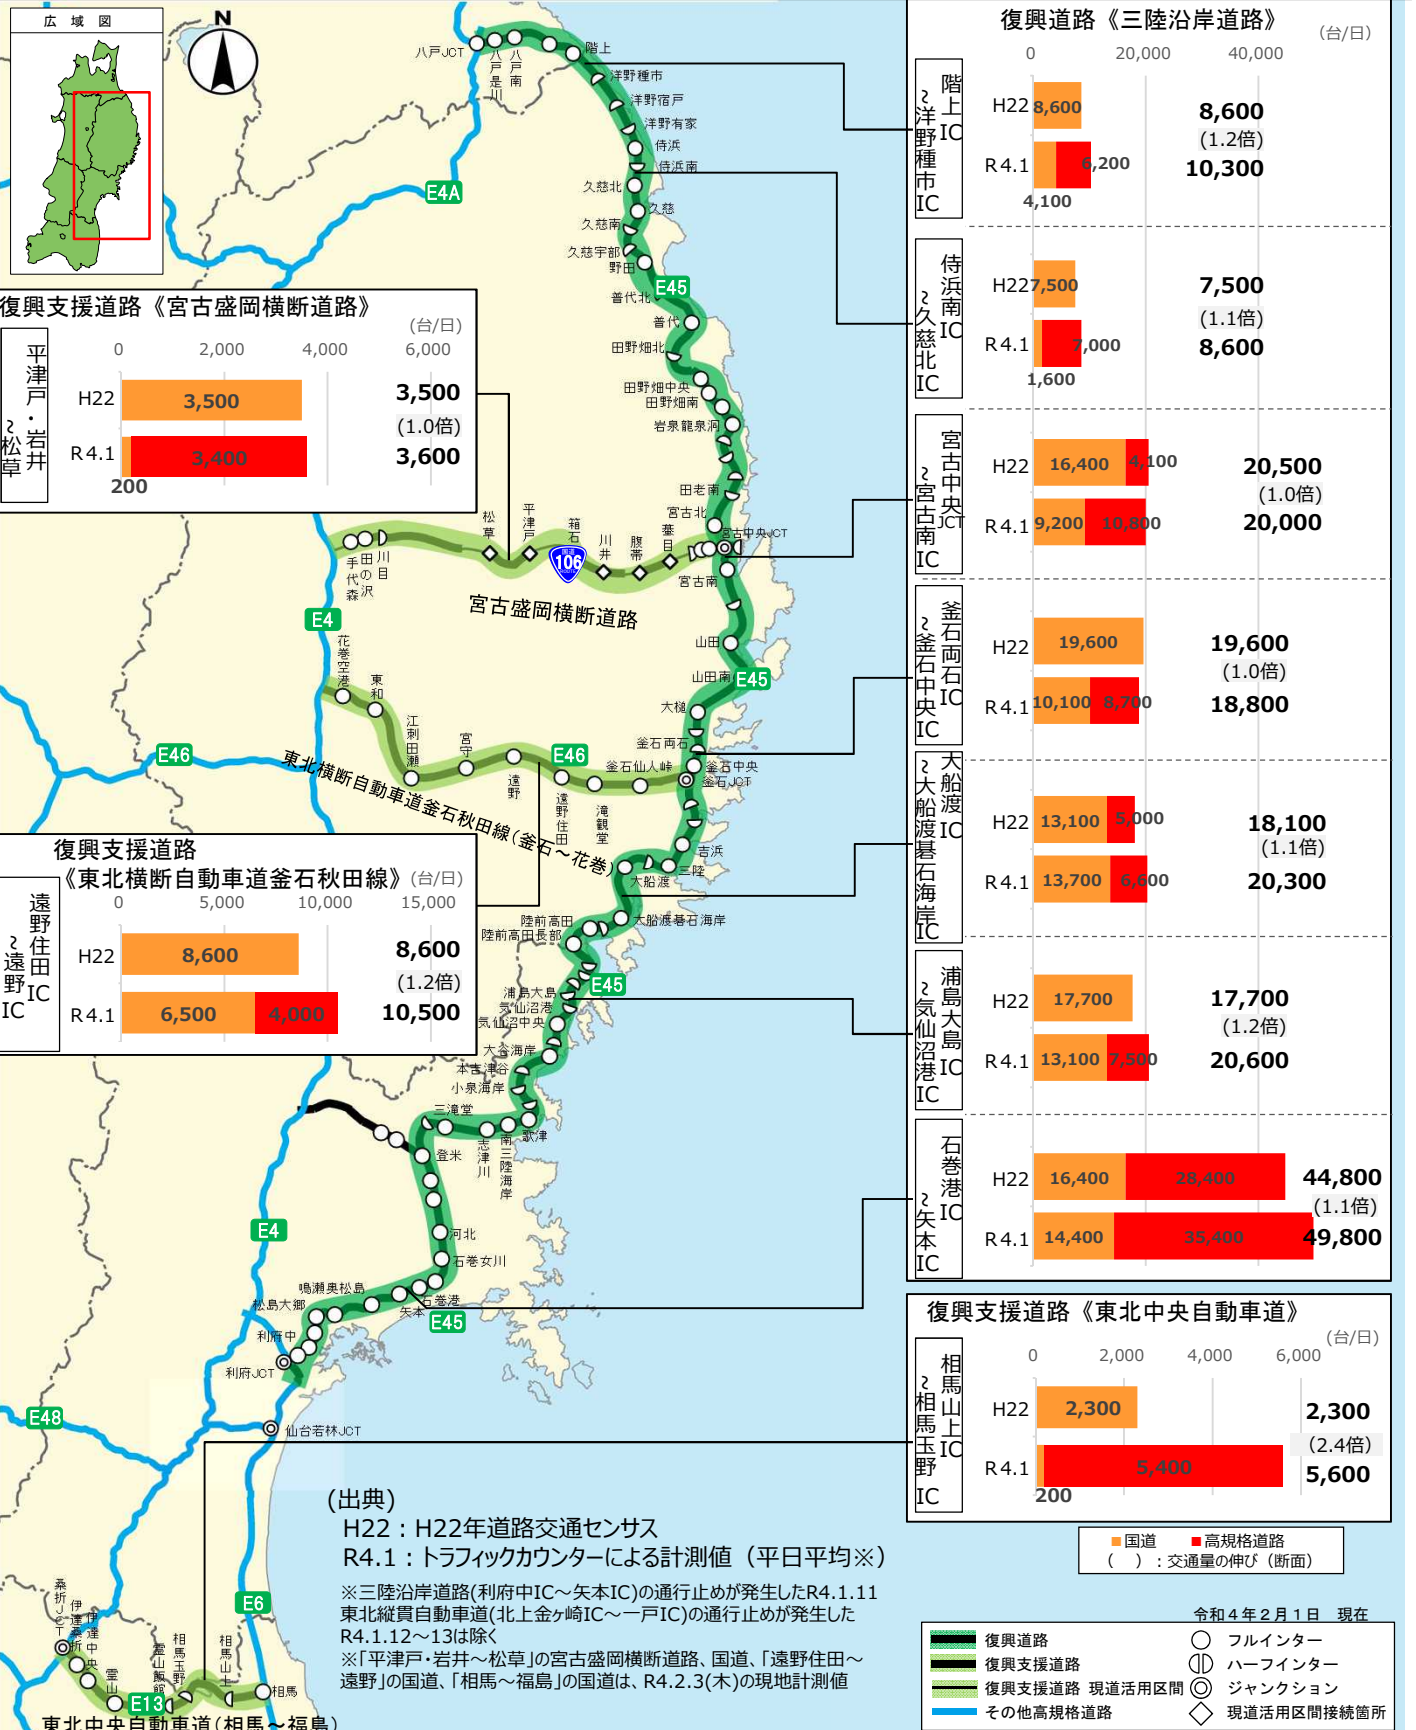 広域図
N
八戸JCT
八戸是川
八戸南
階上
洋野種市
洋野宿戸
洋野有家
侍浜
侍浜南
久慈北
久慈
久慈南
久慈宇部
野田
E4A
E45
普代北
普代
田野畑北
田野畑中央
田野畑南
岩泉龍泉洞
田老南
宮古北
宮古中央JCT
宮古南
山田
山田南
E45
大槌
釜石両石
釜石中央
釜石JCT
釜石仙人峠
復興支援道路《宮古盛岡横断道路》
(台/日)
平津戸・岩井
~松草
0 2,000 4,000 6,000
H22 3,500 3,500
(1.0倍)
R4.1 3,400 3,600
200
松草
平津戸
箱石
川井
腹帯
蟇目
手代森
田の沢
川目
国道
106
宮古盛岡横断道路
E4
花巻空港
東和
江刺田瀬
宮守
遠野
E46
遠野住田
滝観堂
E46
東北横断自動車道釜石秋田線(釜石~花巻)
復興支援道路
《東北横断自動車道釜石秋田線》
(台/日)
遠野住田IC
~遠野IC
0 5,000 10,000 15,000
H22 8,600 8,600
(1.2倍)
R4.1 6,500 4,000 10,500
吉浜
三陸
大船渡
大船渡碁石海岸
陸前高田
陸前高田長部
E45
浦島大島
気仙沼港
気仙沼中央
大谷海岸
本吉津谷
小泉海岸
歌津
南三陸海岸
志津川
三滝堂
登米
河北
石巻女川
石巻港
矢本
E45
鳴瀬奥松島
松島大郷
利府中
利府JCT
E4
E48
仙台若林JCT
E6
桑折JCT
伊達桑折
伊達中央
霊山
霊山飯舘
相馬玉野
相馬山上
相馬
E13
東北中央自動車道(相馬~福島)
復興道路《三陸沿岸道路》
(台/日)
0 20,000 40,000
階上IC
~洋野種市IC
H22 8,600 8,600
(1.2倍)
R4.1 6,200 10,300
4,100
侍浜南IC
~久慈北IC
H22 7,500 7,500
(1.1倍)
R4.1 7,000 8,600
1,600
宮古中央JCT
~宮古南IC
H22 16,400 4,100 20,500
(1.0倍)
R4.1 9,200 10,800 20,000
釜石両石IC
~釜石中央IC
H22 19,600 19,600
(1.0倍)
R4.1 10,100 8,700 18,800
大船渡IC
~大船渡碁石海岸IC
H22 13,100 5,000 18,100
(1.1倍)
R4.1 13,700 6,600 20,300
浦島大島IC
~気仙沼港IC
H22 17,700 17,700
(1.2倍)
R4.1 13,100 7,500 20,600
石巻港IC
~矢本IC
H22 16,400 28,400 44,800
(1.1倍)
R4.1 14,400 35,400 49,800
復興支援道路《東北中央自動車道》
(台/日)
0 2,000 4,000 6,000
相馬山上IC
~相馬玉野IC
H22 2,300 2,300
(2.4倍)
R4.1 5,400 5,600
200
国道 高規格道路
( ):交通量の伸び(断面)
(出典)
H22:H22年道路交通センサス
R4.1:トラフィックカウンターによる計測値(平日平均※)
※三陸沿岸道路(利府中IC~矢本IC)の通行止めが発生したR4.1.11
東北縦貫自動車道(北上金ヶ崎IC~一戸IC)の通行止めが発生した
R4.1.12~13は除く
※「平津戸・岩井~松草」の宮古盛岡横断道路、国道、「遠野住田~
遠野」の国道、「相馬~福島」の国道は、R4.2.3(木)の現地計測値
令和4年2月1日 現在
復興道路
復興支援道路
復興支援道路 現道活用区間
その他高規格道路
フルインター
ハーフインター
ジャンクション
現道活用区間接続箇所